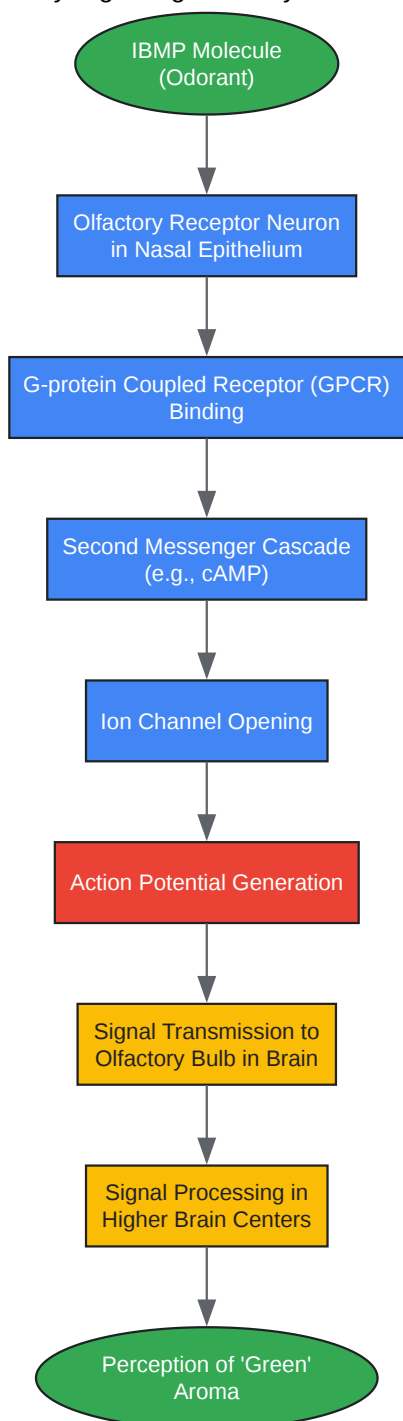 IBMP Molecule
(Odorant)
Olfactory Receptor Neuron
in Nasal Epithelium
G-protein Coupled Receptor (GPCR)
Binding
Second Messenger Cascade
(e.g., cAMP)
Ion Channel Opening
Action Potential Generation
Signal Transmission to
Olfactory Bulb in Brain
Signal Processing in
Higher Brain Centers
Perception of 'Green'
Aroma